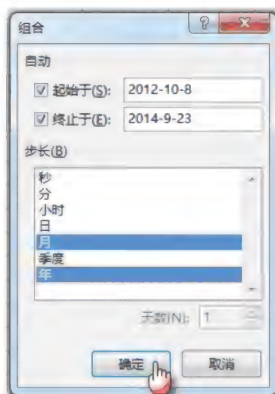 组合
自动
起始于(S): 2012-10-8
终止于(E): 2014-9-23
步长(B)
秒
分
小时
日
月
季度
年
天数(N): 1
确定 取消